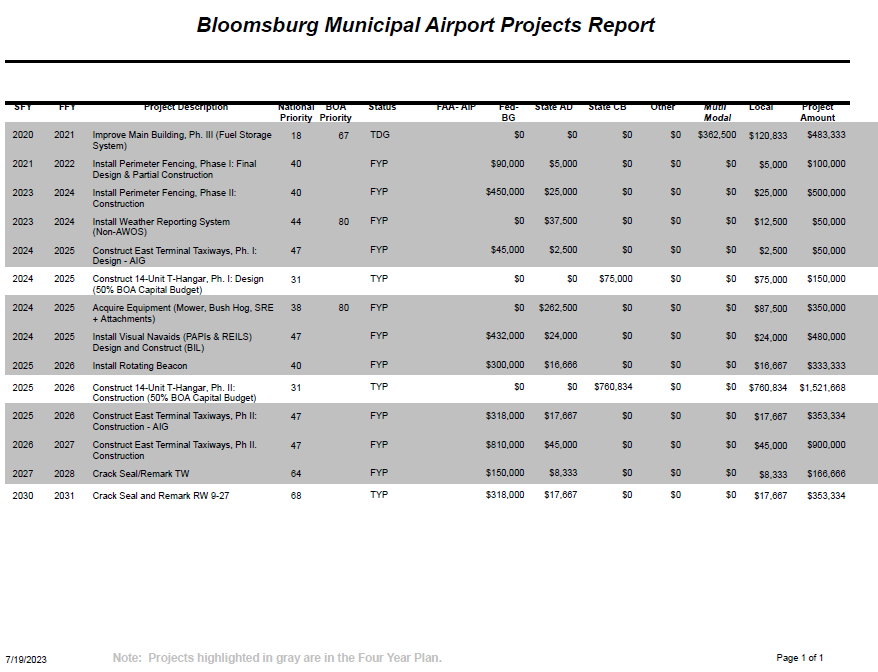 Bloomsburg Municipal Airport Projects Report
SFY FFY Project Description National Priority BOA Priority Status FAA- AIP Fed- BG State AD State CB Other Mutil Modal Local Project Amount
2020 2021 Improve Main Building, Ph. III (Fuel Storage System) 18 67 TDG $0 $0 $0 $0 $362,500 $120,833 $483,333
2021 2022 Install Perimeter Fencing, Phase I: Final Design & Partial Construction 40 FYP $90,000 $5,000 $0 $0 $0 $5,000 $100,000
2023 2024 Install Perimeter Fencing, Phase II: Construction 40 FYP $450,000 $25,000 $0 $0 $0 $25,000 $500,000
2023 2024 Install Weather Reporting System (Non-AWOS) 44 80 FYP $0 $37,500 $0 $0 $0 $12,500 $50,000
2024 2025 Construct East Terminal Taxiways, Ph. I: Design - AIG 47 FYP $45,000 $2,500 $0 $0 $0 $2,500 $50,000
2024 2025 Construct 14-Unit T-Hangar, Ph. I: Design (50% BOA Capital Budget) 31 TYP $0 $0 $75,000 $0 $0 $75,000 $150,000
2024 2025 Acquire Equipment (Mower, Bush Hog, SRE + Attachments) 38 80 FYP $0 $262,500 $0 $0 $0 $87,500 $350,000
2024 2025 Install Visual Navaids (PAPIs & REILS) Design and Construct (BIL) 47 FYP $432,000 $24,000 $0 $0 $0 $24,000 $480,000
2025 2026 Install Rotating Beacon 40 FYP $300,000 $16,666 $0 $0 $0 $16,667 $333,333
2025 2026 Construct 14-Unit T-Hangar, Ph. II: Construction (50% BOA Capital Budget) 31 TYP $0 $0 $760,834 $0 $0 $760,834 $1,521,668
2025 2026 Construct East Terminal Taxiways, Ph II: Construction - AIG 47 FYP $318,000 $17,667 $0 $0 $0 $17,667 $353,334
2026 2027 Construct East Terminal Taxiways, Ph II. Construction 47 FYP $810,000 $45,000 $0 $0 $0 $45,000 $900,000
2027 2028 Crack Seal/Remark TW 64 FYP $150,000 $8,333 $0 $0 $0 $8,333 $166,666
2030 2031 Crack Seal and Remark RW 9-27 68 TYP $318,000 $17,667 $0 $0 $0 $17,667 $353,334
7/19/2023 Note: Projects highlighted in gray are in the Four Year Plan. Page 1 of 1